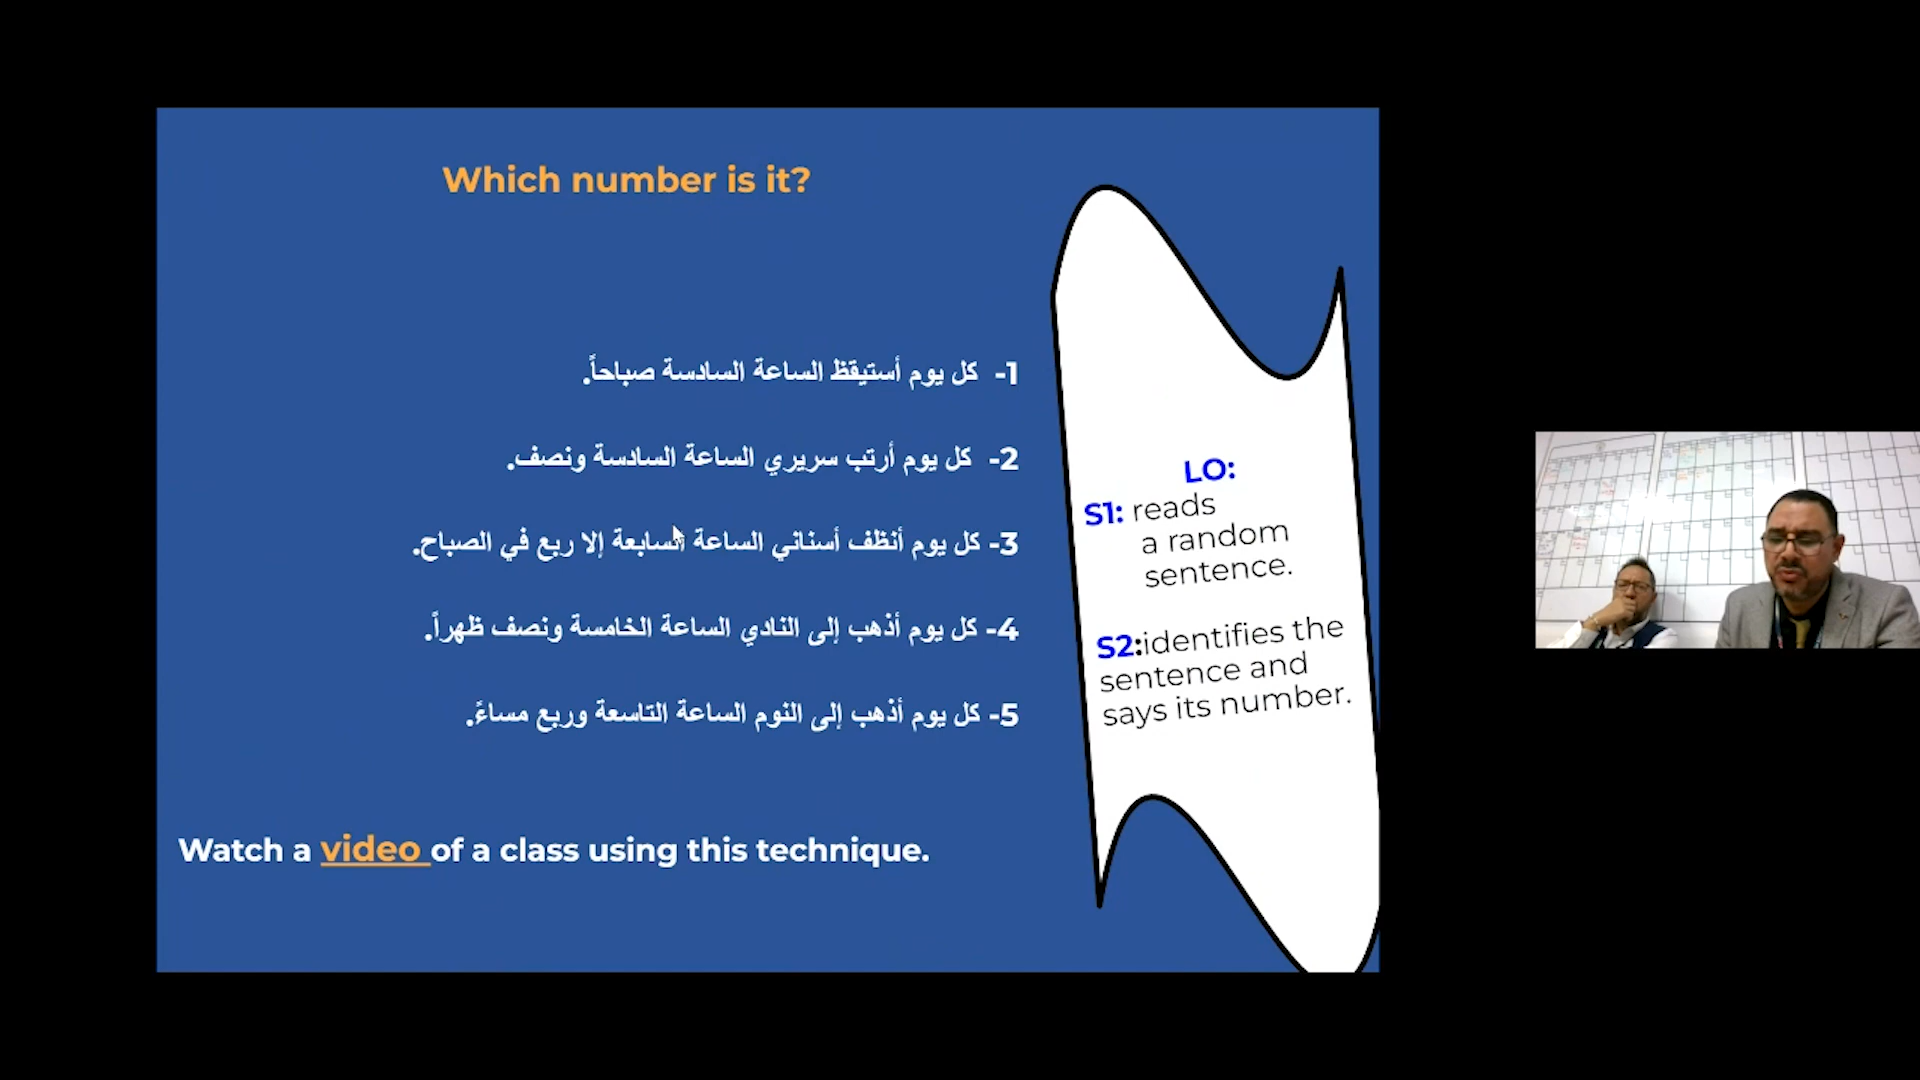 Which number is it?
1- كل يوم أستيقظ الساعة السادسة صباحاً.
2- كل يوم أرتب سريري الساعة السادسة ونصف.
3- كل يوم أنظف أسناني الساعة السابعة إلا ربع في الصباح.
4- كل يوم أذهب إلى النادي الساعة الخامسة ونصف ظهراً.
5- كل يوم أذهب إلى النوم الساعة التاسعة وربع مساءً.
Watch a video of a class using this technique.
LO:
S1: reads
a random
sentence.
S2:identifies the
sentence and
says its number.